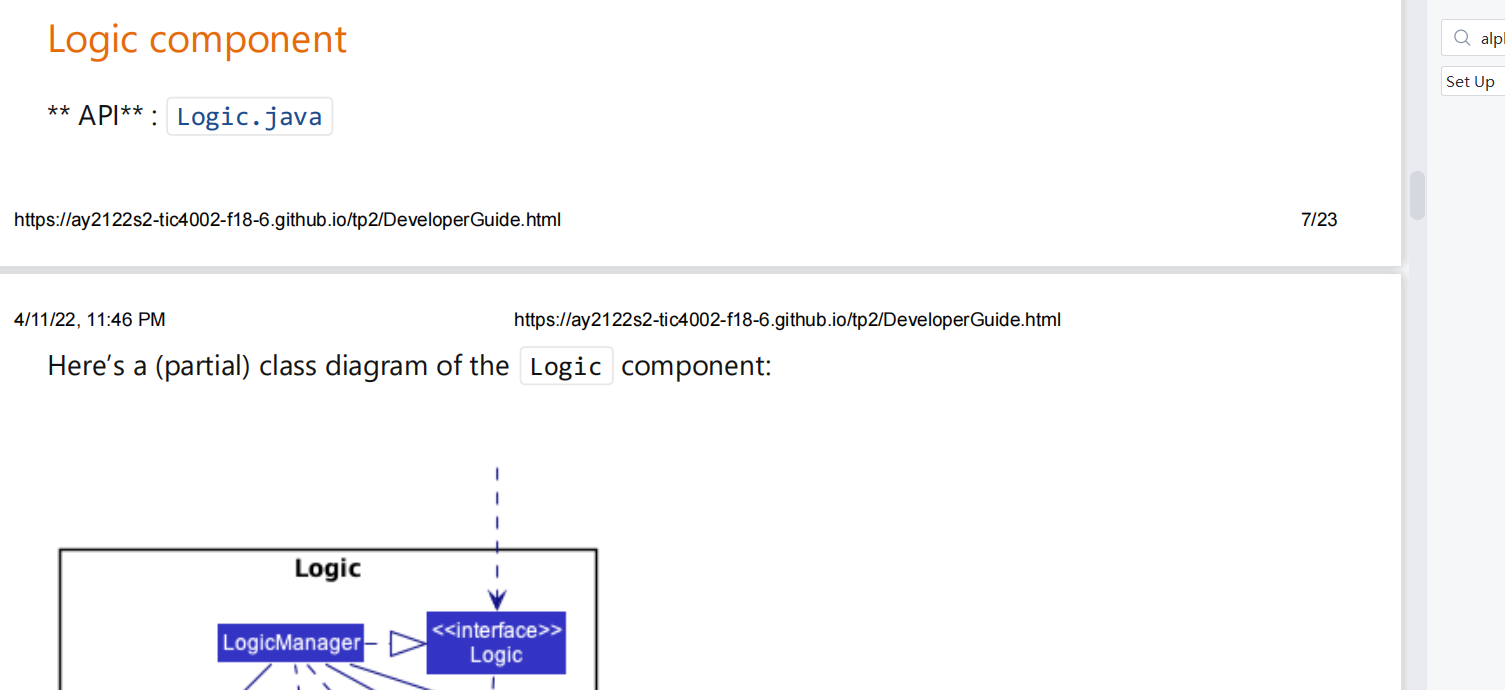 Logic component
** API** : Logic.java
https://ay2122s2-tic4002-f18-6.github.io/tp2/DeveloperGuide.html 7/23
4/11/22, 11:46 PM https://ay2122s2-tic4002-f18-6.github.io/tp2/DeveloperGuide.html
Here’s a (partial) class diagram of the Logic component:
Logic
LogicManager
<<interface>>
Logic
Set Up